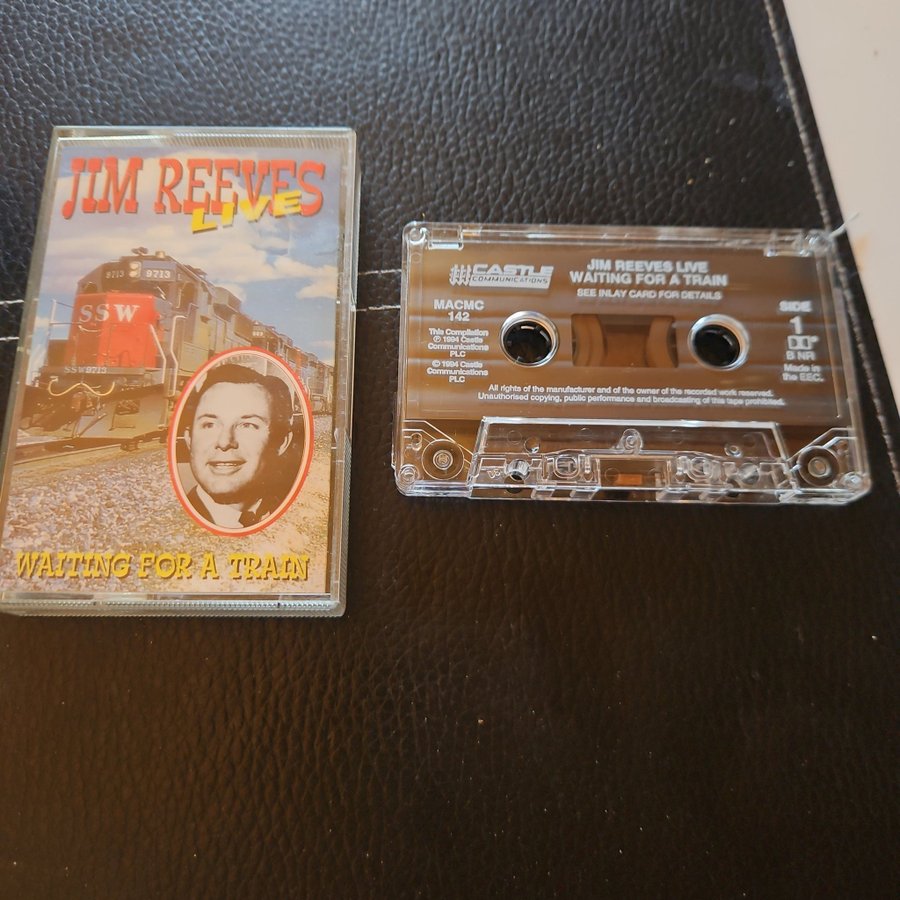 JIM REEVES
LIVE
9713 9713
SSW
SSW9713
WAITING FOR A TRAIN
CASTLE
COMMUNICATIONS
JIM REEVES LIVE
WAITING FOR A TRAIN
SEE INLAY CARD FOR DETAILS
MACMC
142
This Compilation
℗ 1994 Castle
Communications
PLC
© 1994 Castle
Communications
PLC
SIDE
1
B NR
Made in
the EEC.
All rights of the manufacturer and of the owner of the recorded work reserved.
Unauthorised copying, public performance and broadcasting of this tape prohibited.